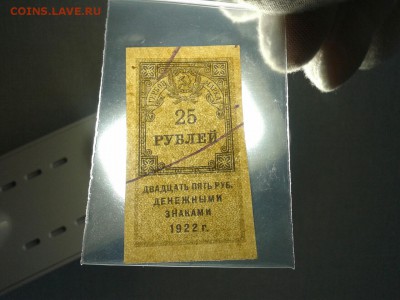 COINS.LAVE.RU
25
РУБЛЕЙ
ДВАДЦАТЬ ПЯТЬ РУБ.
ДЕНЕЖНЫМИ
ЗНАКАМИ
1922 г.